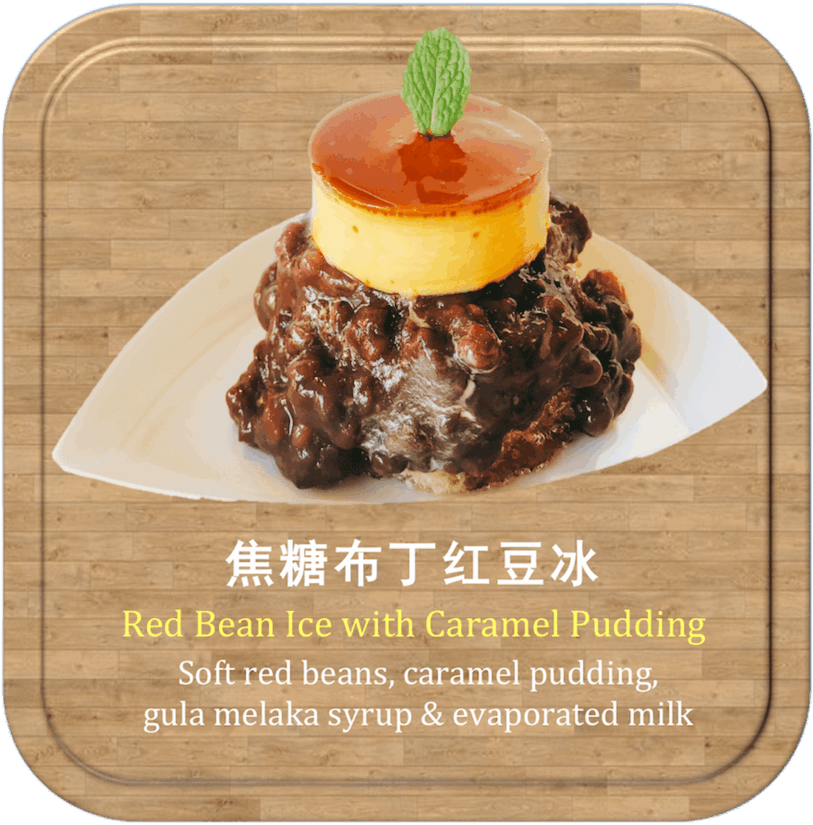 焦糖布丁红豆冰
Red Bean Ice with Caramel Pudding
Soft red beans, caramel pudding,
gula melaka syrup & evaporated milk